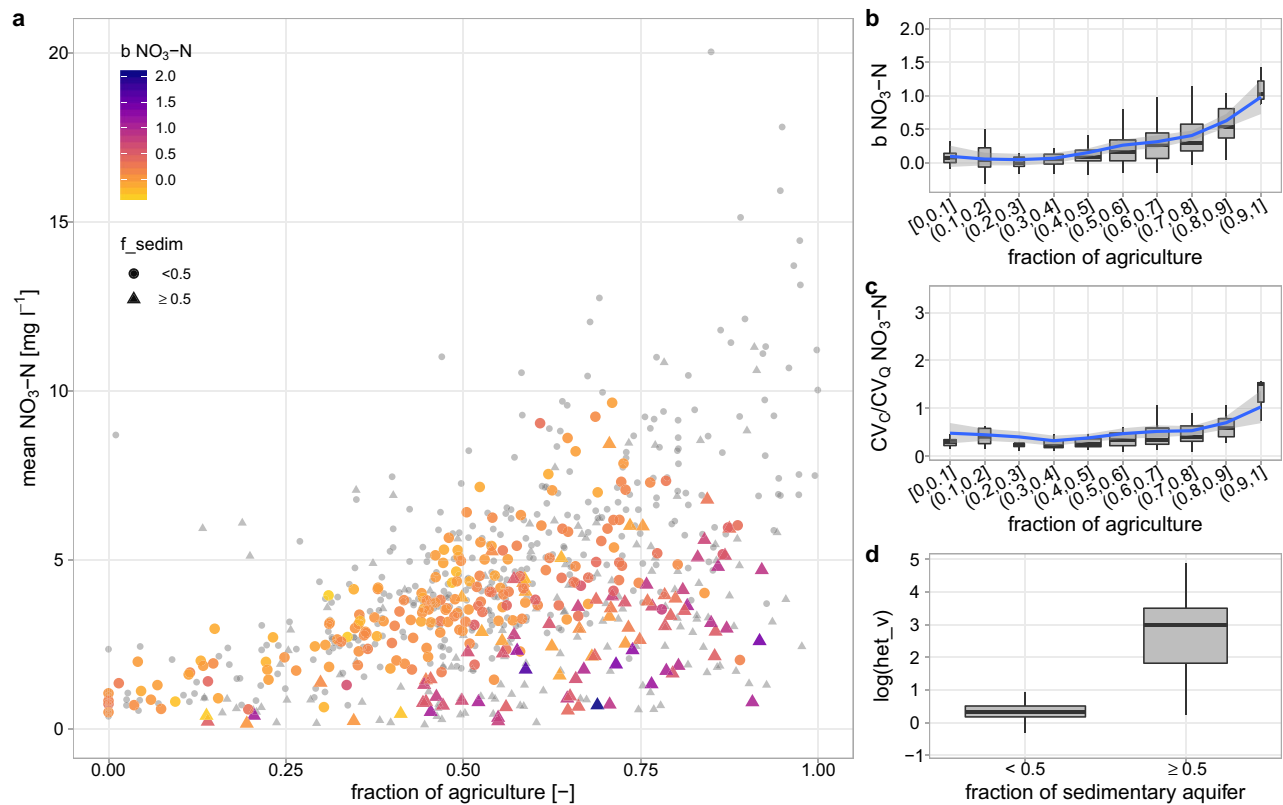 a
b NO₃−N
2.0
1.5
1.0
0.5
0.0
f_sedim
<0.5
≥ 0.5
mean NO₃−N [mg l⁻¹]
20
15
10
5
0
0.00 0.25 0.50 0.75 1.00
fraction of agriculture [−]
b
b NO₃−N
2.0
1.5
1.0
0.5
0.0
[0,0.1] (0.1,0.2] (0.2,0.3] (0.3,0.4] (0.4,0.5] (0.5,0.6] (0.6,0.7] (0.7,0.8] (0.8,0.9] (0.9,1]
fraction of agriculture
c
CV_C/CV_Q NO₃−N
3
2
1
0
[0,0.1] (0.1,0.2] (0.2,0.3] (0.3,0.4] (0.4,0.5] (0.5,0.6] (0.6,0.7] (0.7,0.8] (0.8,0.9] (0.9,1]
fraction of agriculture
d
log(het_v)
5
4
3
2
1
0
−1
< 0.5 ≥ 0.5
fraction of sedimentary aquifer